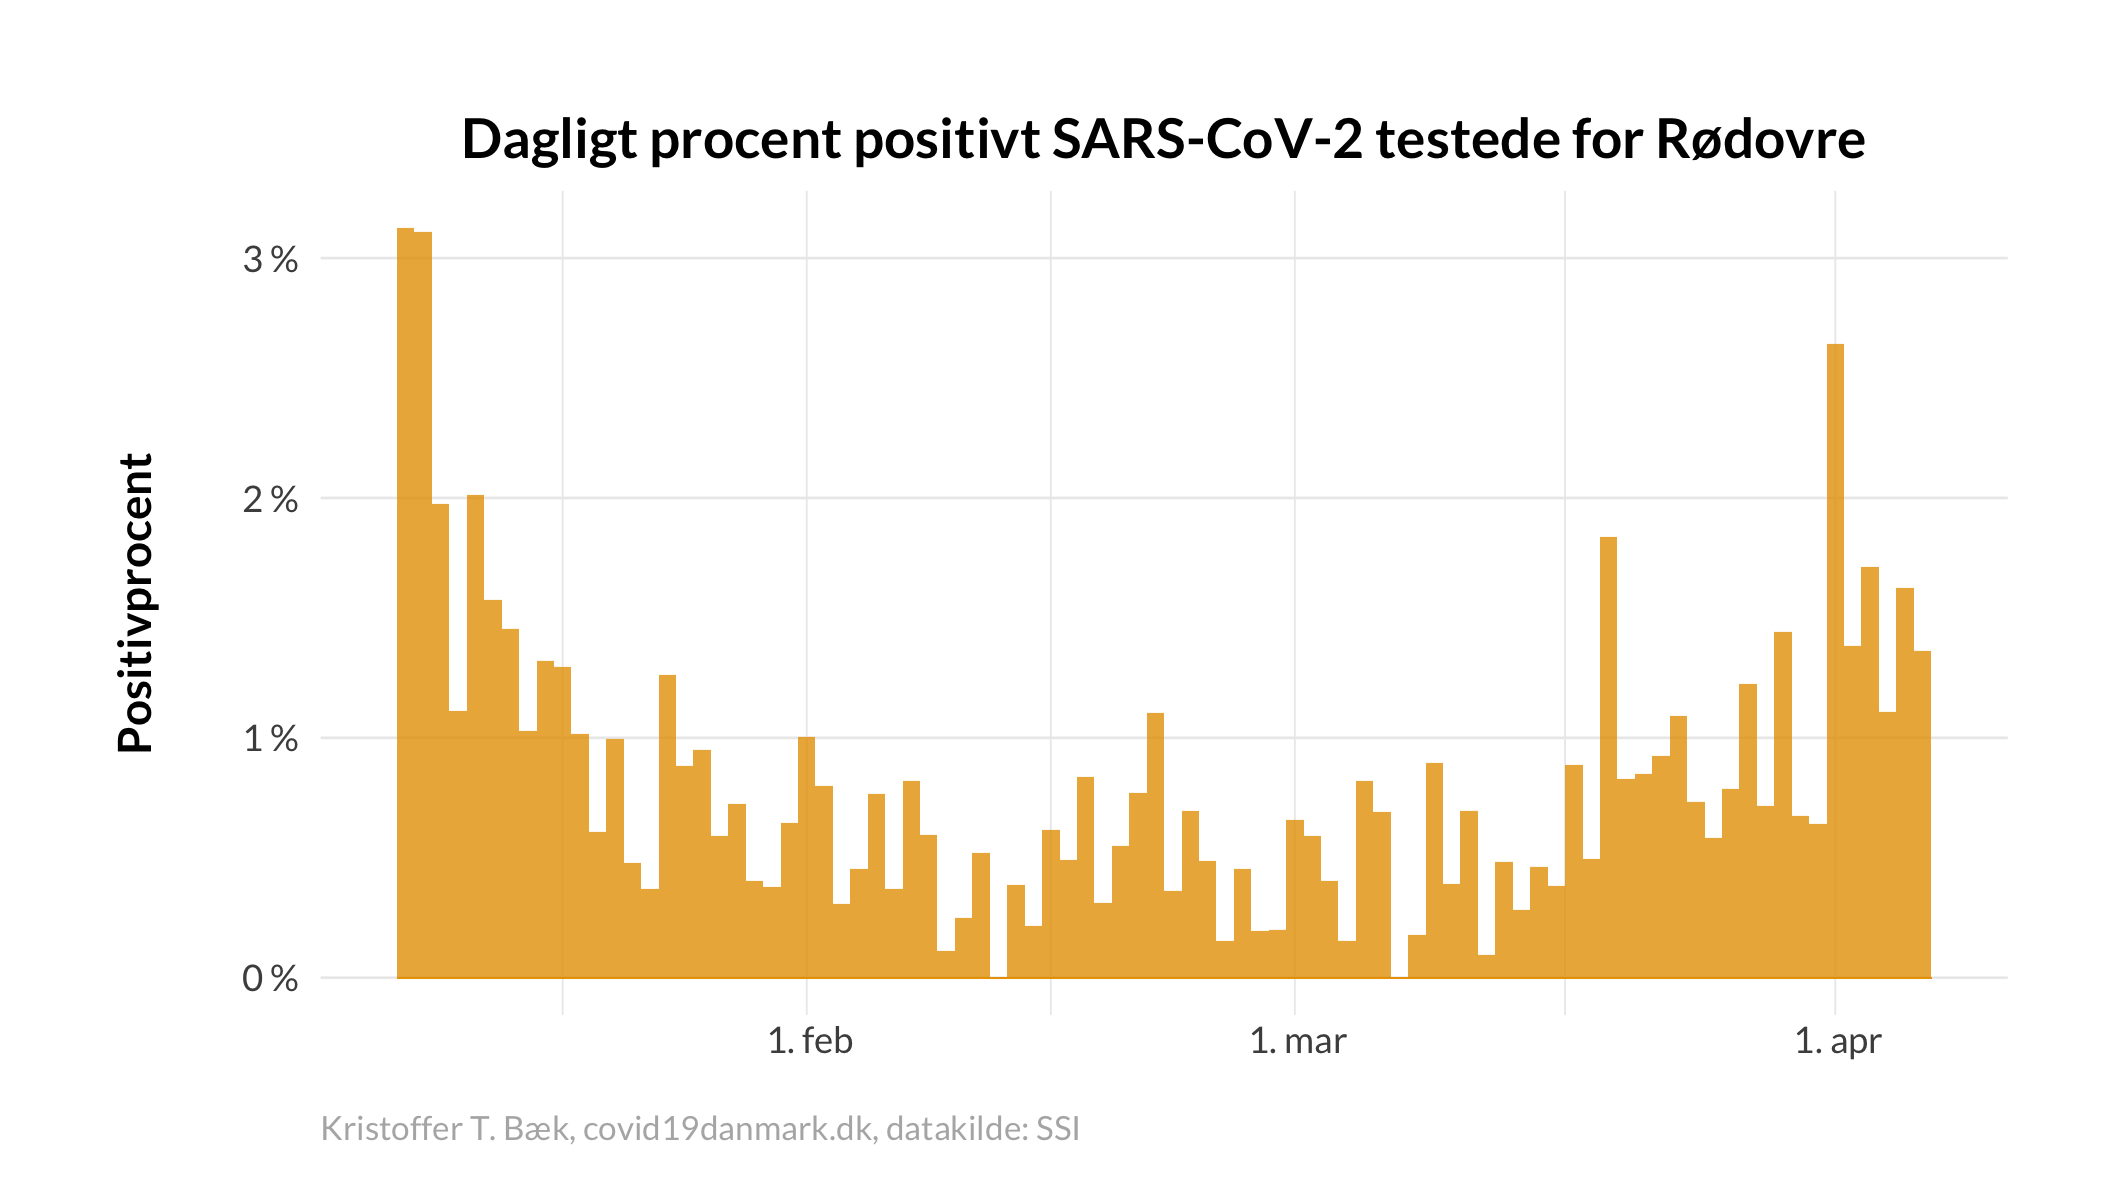 Dagligt procent positivt SARS-CoV-2 testede for Rødovre
Positivprocent
3 %
2 %
1 %
0 %
1. feb
1. mar
1. apr
Kristoffer T. Bæk, covid19danmark.dk, datakilde: SSI